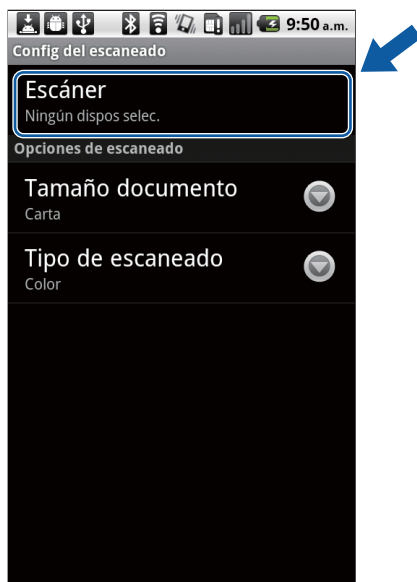 9:50 a.m.
Config del escaneado
Escáner
Ningún dispos selec.
Opciones de escaneado
Tamaño documento
Carta
Tipo de escaneado
Color